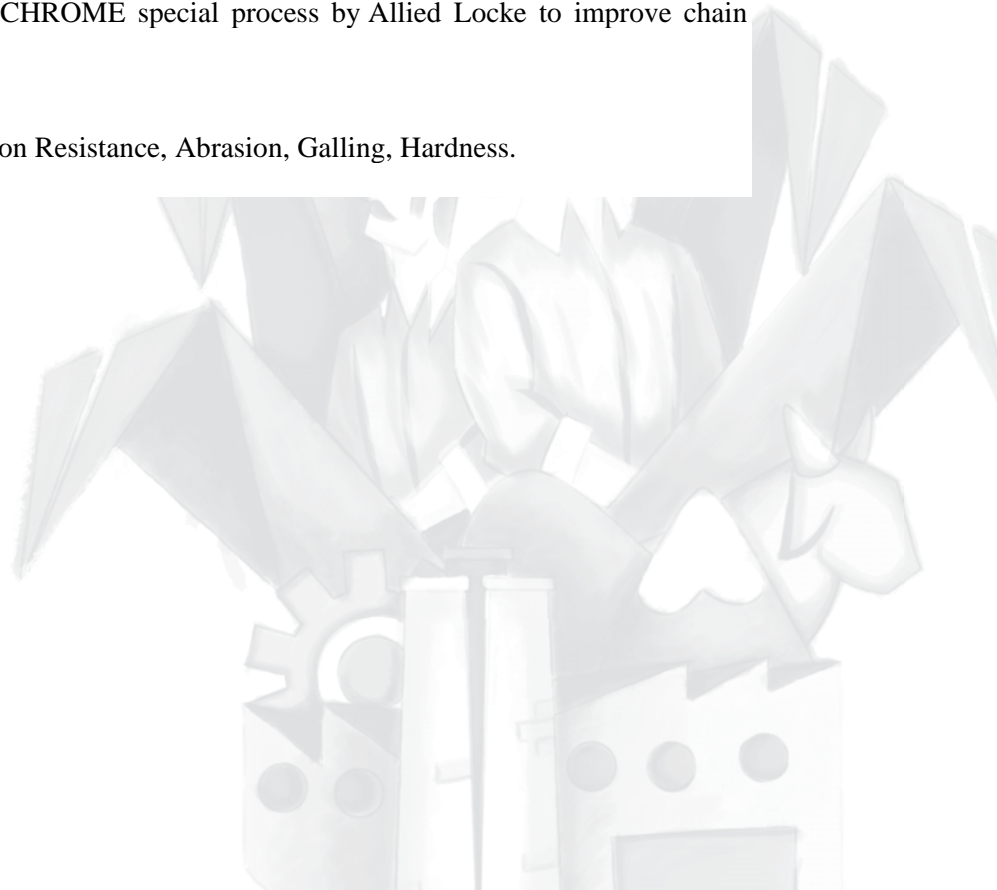 CHROME special process by Allied Locke to improve chain
on Resistance, Abrasion, Galling, Hardness.